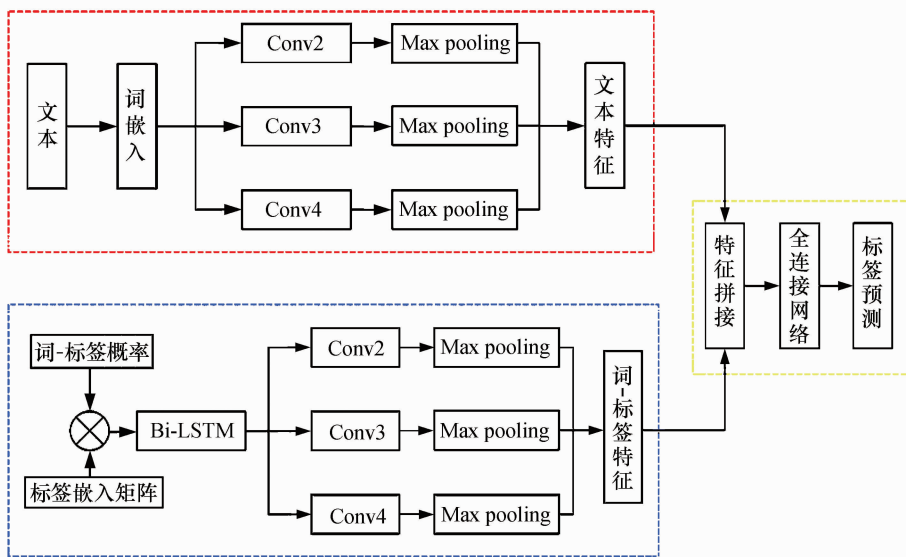 文本
词嵌入
Conv2
Max pooling
Conv3
Max pooling
Conv4
Max pooling
文本特征
词-标签概率
标签嵌入矩阵
Bi-LSTM
Conv2
Max pooling
Conv3
Max pooling
Conv4
Max pooling
词-标签特征
特征拼接
全连接网络
标签预测